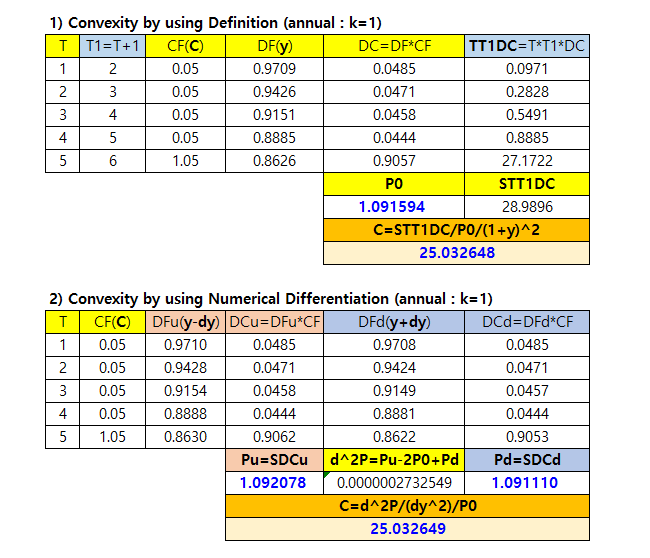 1) Convexity by using Definition (annual : k=1)
T T1=T+1 CF(C) DF(y) DC=DF*CF TT1DC=T*T1*DC
1 2 0.05 0.9709 0.0485 0.0971
2 3 0.05 0.9426 0.0471 0.2828
3 4 0.05 0.9151 0.0458 0.5491
4 5 0.05 0.8885 0.0444 0.8885
5 6 1.05 0.8626 0.9057 27.1722
P0 STT1DC
1.091594 28.9896
C=STT1DC/P0/(1+y)^2
25.032648
2) Convexity by using Numerical Differentiation (annual : k=1)
T CF(C) DFu(y-dy) DCu=DFu*CF DFd(y+dy) DCd=DFd*CF
1 0.05 0.9710 0.0485 0.9708 0.0485
2 0.05 0.9428 0.0471 0.9424 0.0471
3 0.05 0.9154 0.0458 0.9149 0.0457
4 0.05 0.8888 0.0444 0.8881 0.0444
5 1.05 0.8630 0.9062 0.8622 0.9053
Pu=SDCu d^2P=Pu-2P0+Pd Pd=SDCd
1.092078 0.0000002732549 1.091110
C=d^2P/(dy^2)/P0
25.032649